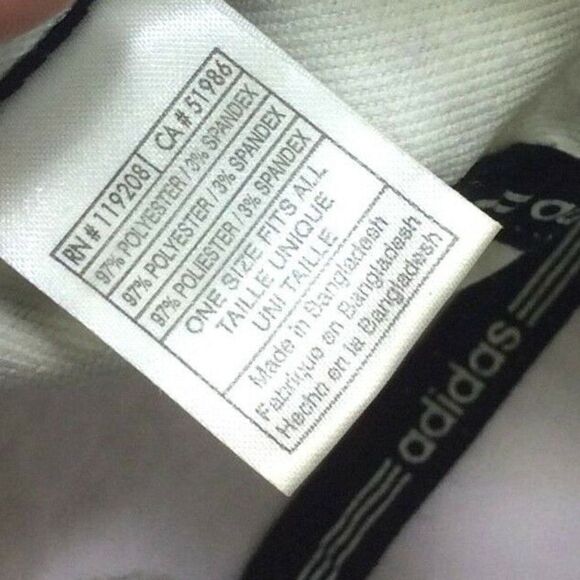 RN # 119208 CA # 51986
97% POLYESTER / 3% SPANDEX
97% POLYESTER / 3% SPANDEX
97% POLIESTER / 3% SPANDEX
ONE SIZE FITS ALL
TAILLE UNIQUE
UNI TAILLE
Made in Bangladesh
Fabrique en Bangladesh
Hecho en la Bangladesh
adidas